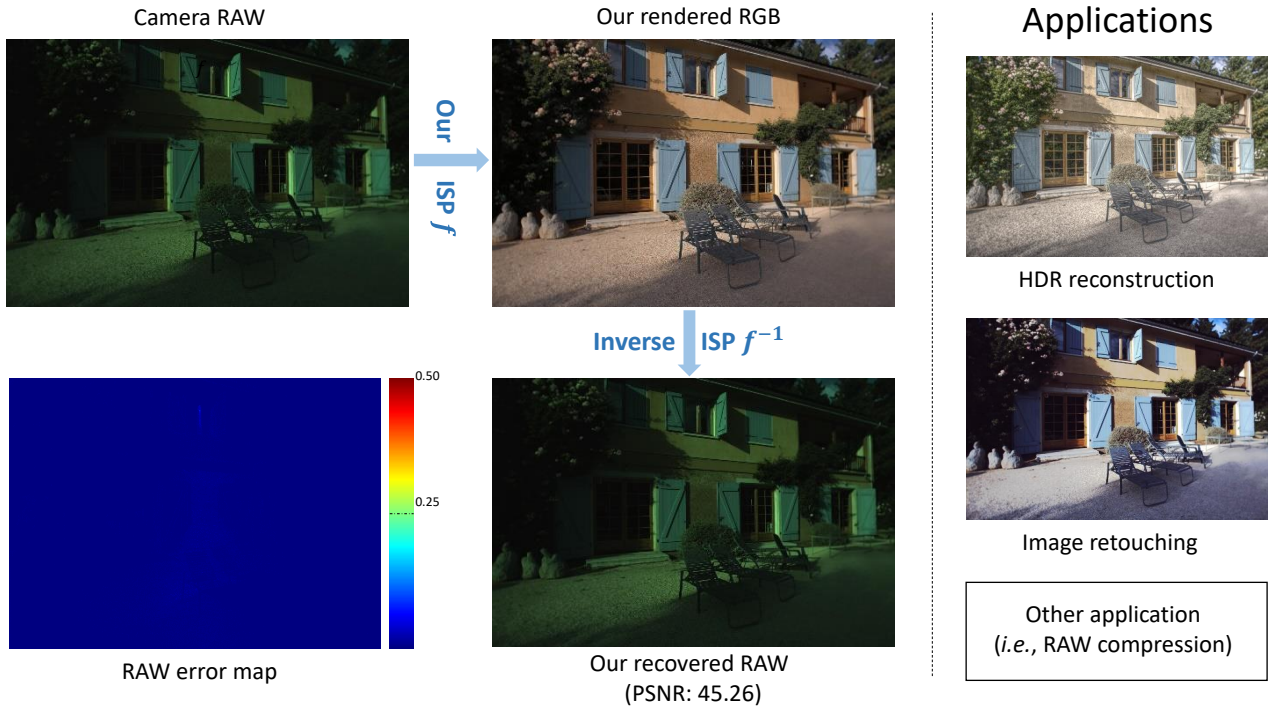 Camera RAW
Our rendered RGB
Our
ISP f
Inverse ISP f⁻¹
0.50
0.25
RAW error map
Our recovered RAW
(PSNR: 45.26)
Applications
HDR reconstruction
Image retouching
Other application
(i.e., RAW compression)